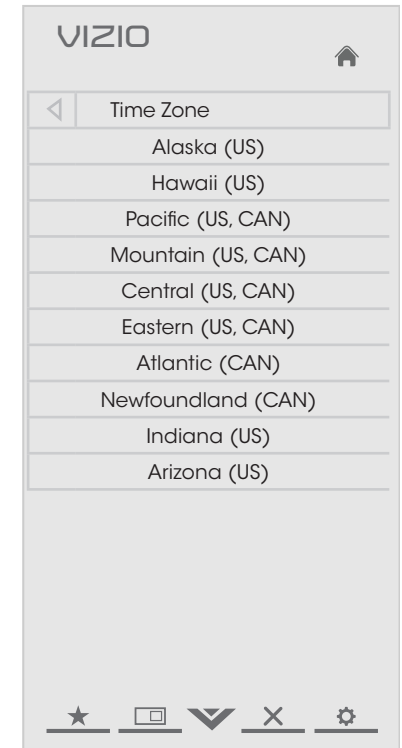 VIZIO
Time Zone
Alaska (US)
Hawaii (US)
Pacific (US, CAN)
Mountain (US, CAN)
Central (US, CAN)
Eastern (US, CAN)
Atlantic (CAN)
Newfoundland (CAN)
Indiana (US)
Arizona (US)